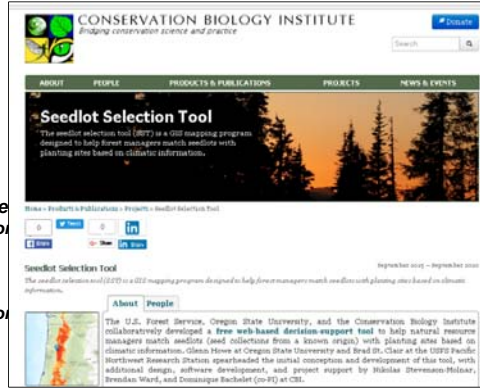 CONSERVATION BIOLOGY INSTITUTE
Bridging conservation science and practice
Donate
Search
ABOUT PEOPLE PRODUCTS & PUBLICATIONS PROJECTS NEWS & EVENTS
Seedlot Selection Tool
The seedlot selection tool (SST) is a GIS mapping program
designed to help forest managers match seedlots with
planting sites based on climatic information.
Home » Products & Publications » Projects » Seedlot Selection Tool
0 Tweet 0 in
Share Share in Share
Seedlot Selection Tool
The seedlot selection tool (SST) is a GIS mapping program designed to help forest managers match seedlots with planting sites based on climatic
information.
About People
The U.S. Forest Service, Oregon State University, and the Conservation Biology Institute
collaboratively developed a free web-based decision-support tool to help natural resource
managers match seedlots (seed collections from a known origin) with planting sites based on
climatic information. Glenn Howe at Oregon State University and Brad St. Clair at the USFS Pacific
Northwest Research Station spearheaded the initial conception and development of this tool, with
additional design, software development, and project support by Nikolas Stevenson-Molnar,
Brendan Ward, and Dominique Bachelet (co-PI) at CBI.